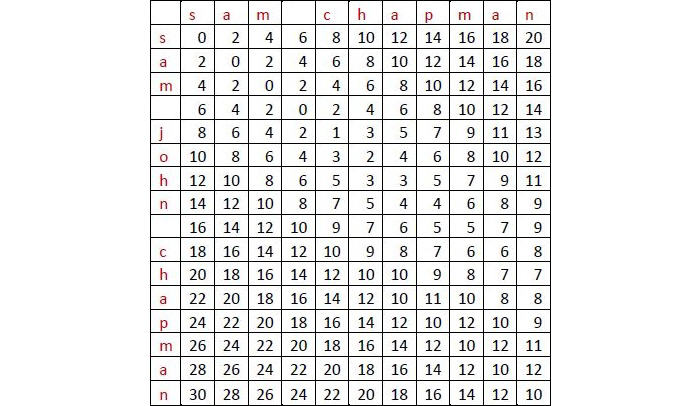 s a m c h a p m a n
s 0 2 4 6 8 10 12 14 16 18 20
a 2 0 2 4 6 8 10 12 14 16 18
m 4 2 0 2 4 6 8 10 12 14 16
6 4 2 0 2 4 6 8 10 12 14
j 8 6 4 2 1 3 5 7 9 11 13
o 10 8 6 4 3 2 4 6 8 10 12
h 12 10 8 6 5 3 3 5 7 9 11
n 14 12 10 8 7 5 4 4 6 8 9
16 14 12 10 9 7 6 5 5 7 9
c 18 16 14 12 10 9 8 7 6 6 8
h 20 18 16 14 12 10 10 9 8 7 7
a 22 20 18 16 14 12 10 11 10 8 8
p 24 22 20 18 16 14 12 10 12 10 9
m 26 24 22 20 18 16 14 12 10 12 11
a 28 26 24 22 20 18 16 14 12 10 12
n 30 28 26 24 22 20 18 16 14 12 10